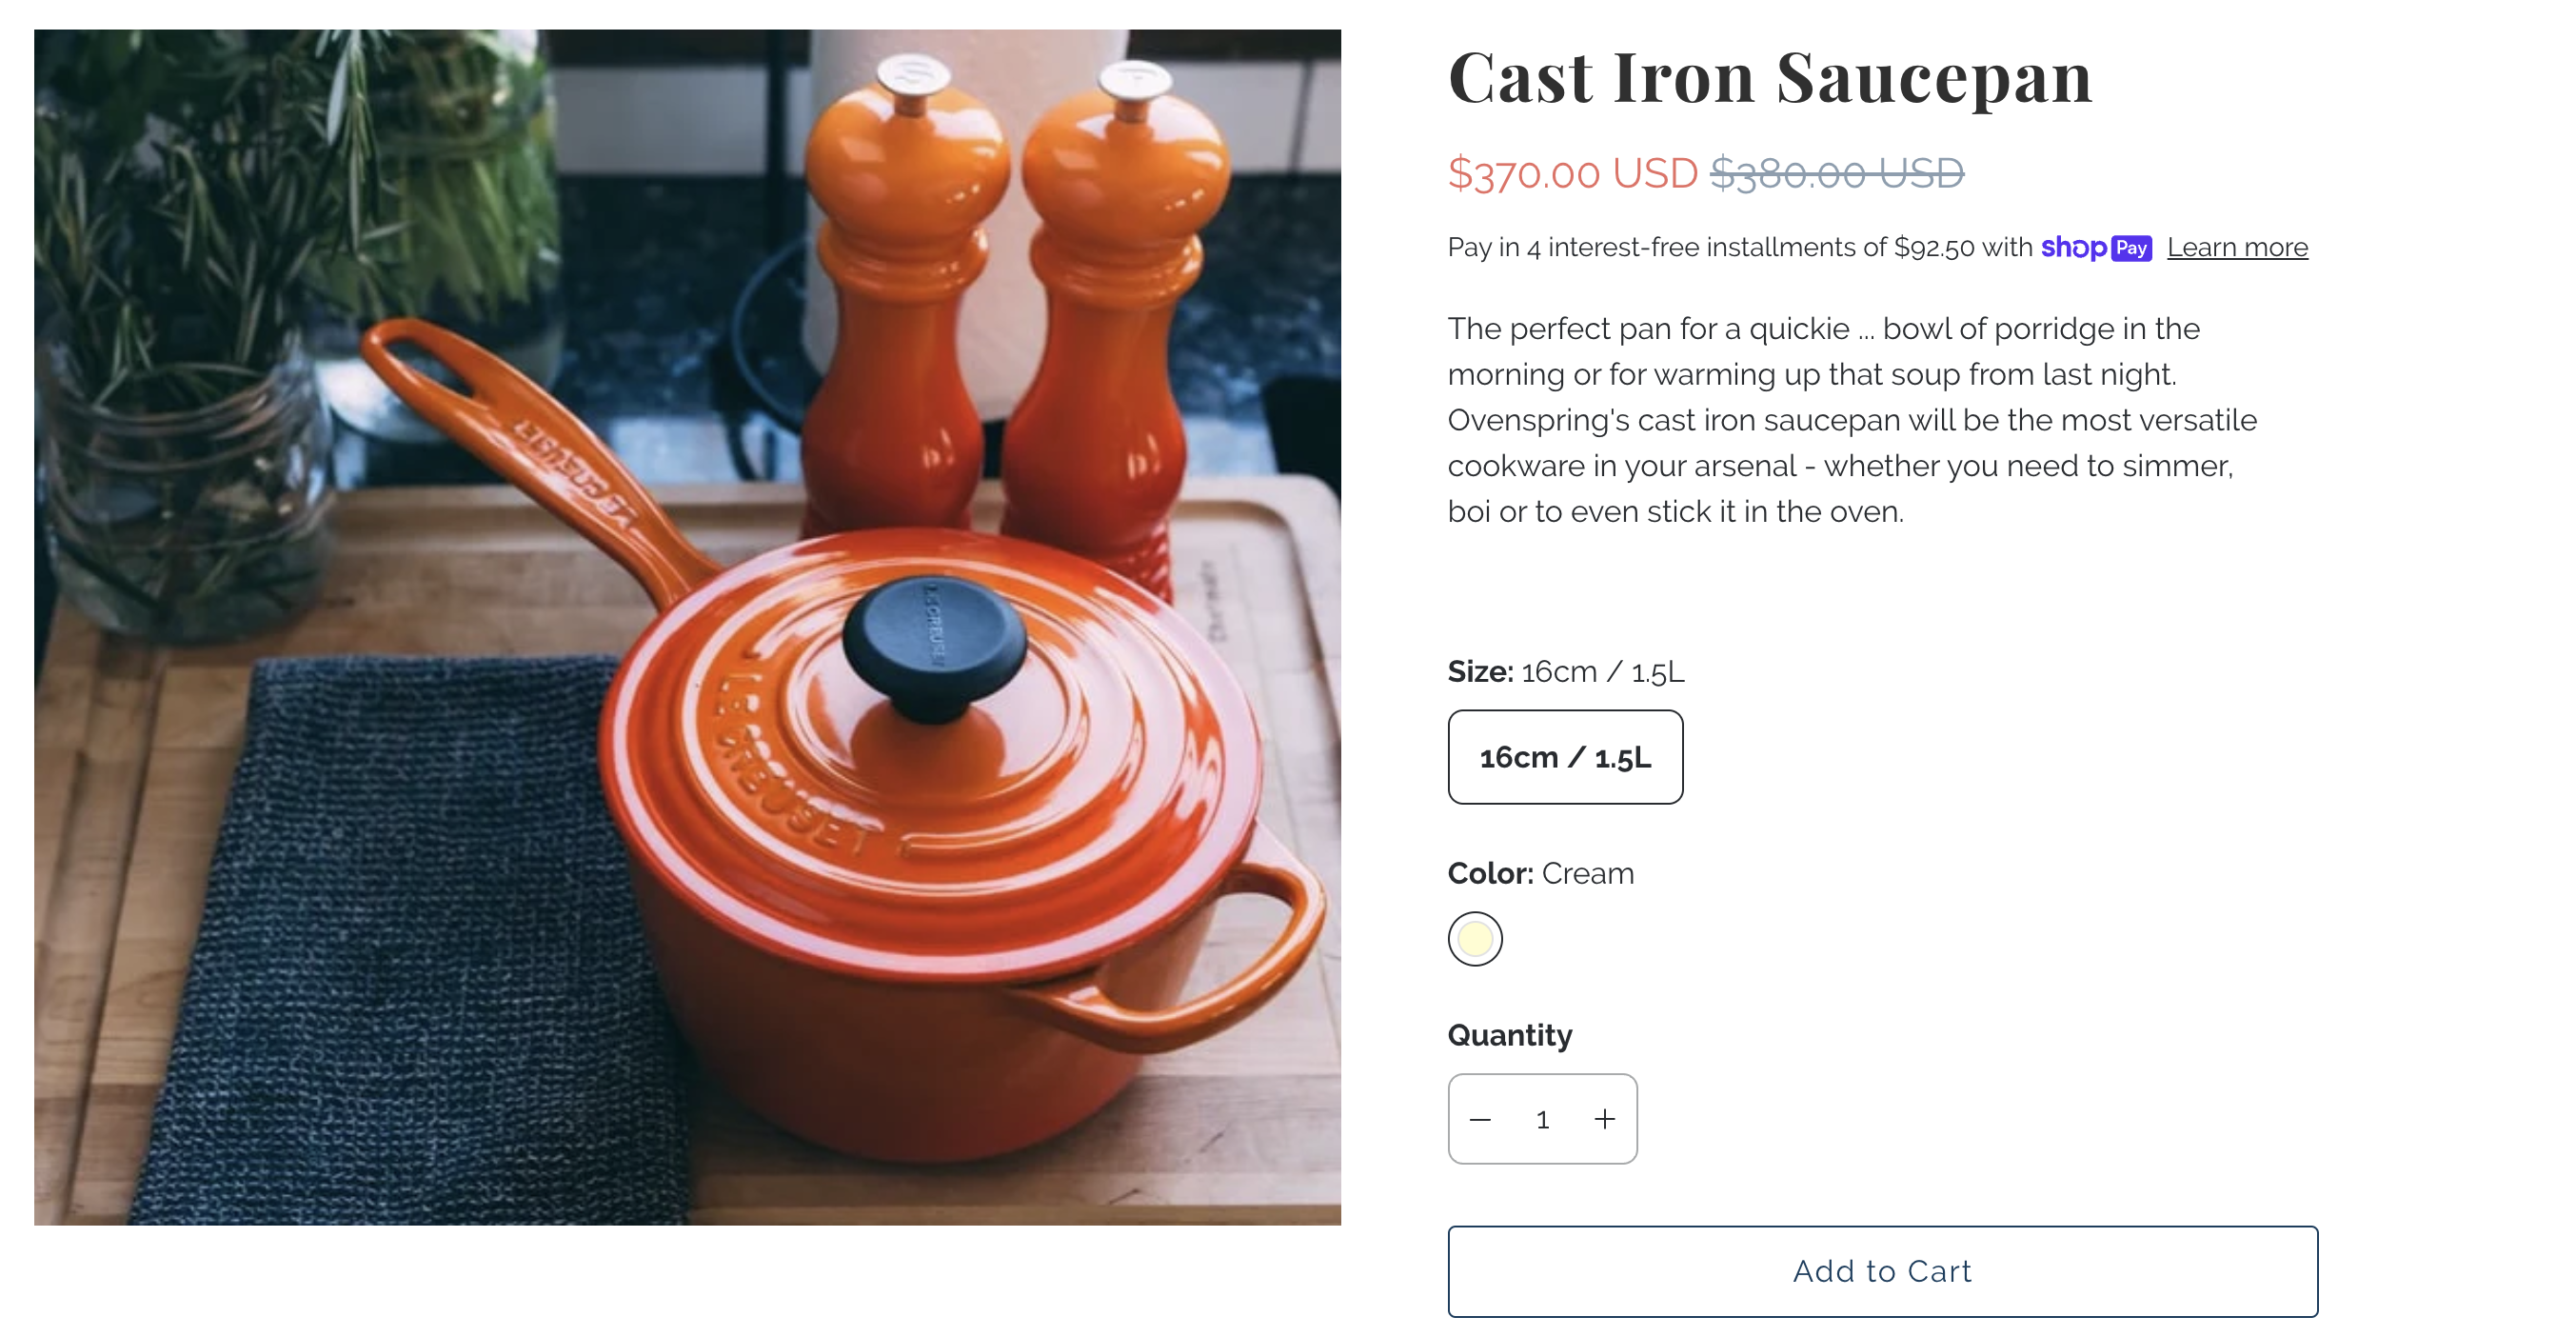 LE CREUSET
LE CREUSET
LE CREUSET
Cast Iron Saucepan
$370.00 USD $380.00 USD
Pay in 4 interest-free installments of $92.50 with shop Pay Learn more
The perfect pan for a quickie ... bowl of porridge in the
morning or for warming up that soup from last night.
Ovenspring's cast iron saucepan will be the most versatile
cookware in your arsenal - whether you need to simmer,
boi or to even stick it in the oven.
Size: 16cm / 1.5L
16cm / 1.5L
Color: Cream
Quantity
− 1 +
Add to Cart